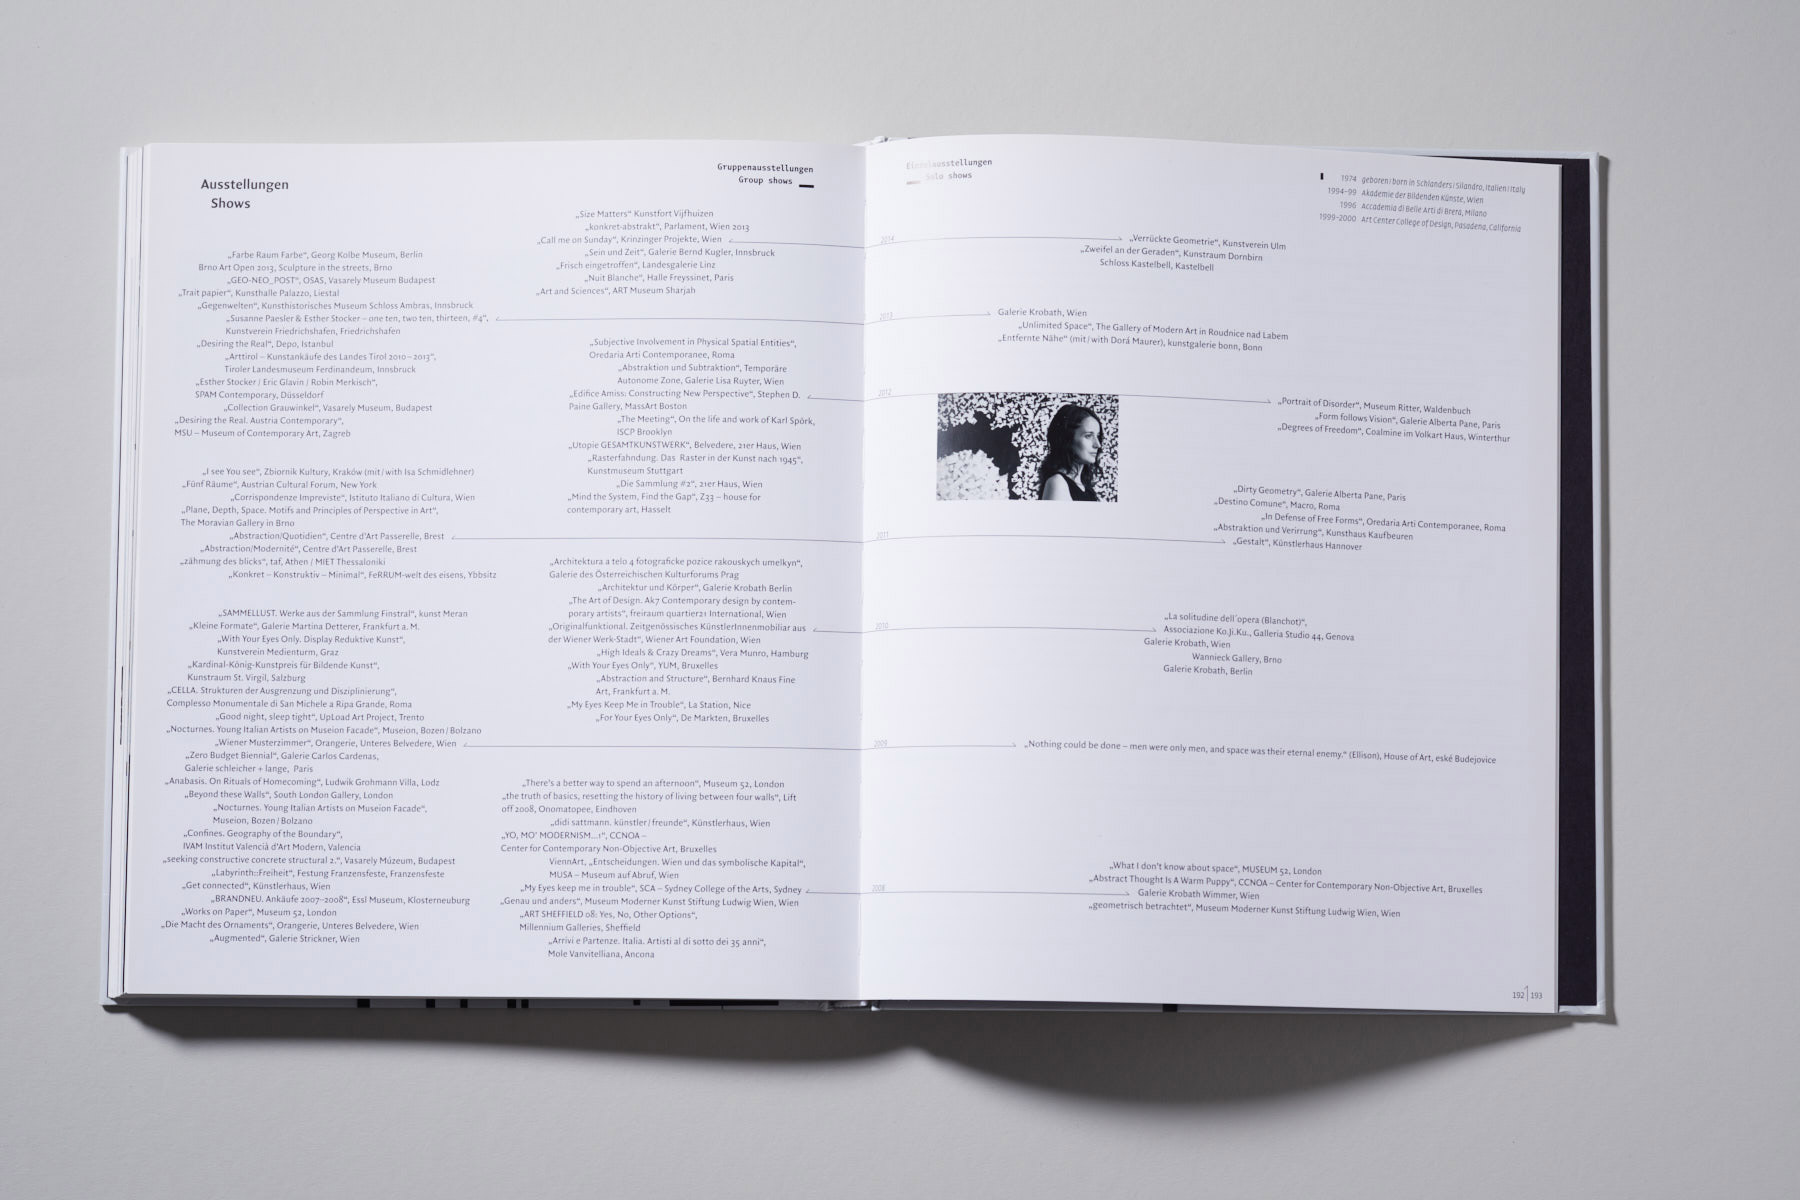 Ausstellungen
Shows
Gruppenausstellungen
Group shows
„Farbe Raum Farbe“, Georg Kolbe Museum, Berlin
Brno Art Open 2013, Sculpture in the streets, Brno
„GEO-NEO_POST“, OSAS, Vasarely Museum Budapest
„Trait papier“, Kunsthalle Palazzo, Liestal
„Gegenwelten“, Kunsthistorisches Museum Schloss Ambras, Innsbruck
„Susanne Paesler & Esther Stocker – one ten, two ten, thirteen, #4“,
Kunstverein Friedrichshafen, Friedrichshafen
„Desiring the Real“, Depo, Istanbul
„Arttirol – Kunstankäufe des Landes Tirol 2010–2013“,
Tiroler Landesmuseum Ferdinandeum, Innsbruck
„Esther Stocker / Eric Glavin / Robin Merkisch“,
SPAM Contemporary, Düsseldorf
„Collection Grauwinkel“, Vasarely Museum, Budapest
„Desiring the Real. Austria Contemporary“,
MSU – Museum of Contemporary Art, Zagreb
„I see You see“, Zbiornik Kultury, Kraków (mit/with Isa Schmidlehner)
„Fünf Räume“, Austrian Cultural Forum, New York
„Corrispondenze Impreviste“, Istituto Italiano di Cultura, Wien
„Plane, Depth, Space. Motifs and Principles of Perspective in Art“,
The Moravian Gallery in Brno
„Abstraction/Quotidien“, Centre d’Art Passerelle, Brest
„Abstraction/Modernité“, Centre d’Art Passerelle, Brest
„zähmung des blicks“, taf, Athen / MIET Thessaloniki
„Konkret – Konstruktiv – Minimal“, FeRRUM-welt des eisens, Ybbsitz
„SAMMELLUST. Werke aus der Sammlung Finstral“, kunst Meran
„Kleine Formate“, Galerie Martina Detterer, Frankfurt a. M.
„With Your Eyes Only. Display Reduktive Kunst“,
Kunstverein Medienturm, Graz
„Kardinal-König-Kunstpreis für Bildende Kunst“,
Kunstraum St. Virgil, Salzburg
„CELLA. Strukturen der Ausgrenzung und Disziplinierung“,
Complesso Monumentale di San Michele a Ripa Grande, Roma
„Good night, sleep tight“, UpLoad Art Project, Trento
„Nocturnes. Young Italian Artists on Museion Facade“, Museion, Bozen/Bolzano
„Wiener Musterzimmer“, Orangerie, Unteres Belvedere, Wien
„Zero Budget Biennial“, Galerie Carlos Cardenas,
Galerie schleicher + lange, Paris
„Anabasis. On Rituals of Homecoming“, Ludwik Grohmann Villa, Lodz
„Beyond these Walls“, South London Gallery, London
„Nocturnes. Young Italian Artists on Museion Facade“,
Museion, Bozen/Bolzano
„Confines. Geography of the Boundary“,
IVAM Institut Valencià d’Art Modern, Valencia
„seeking constructive concrete structural 2.“, Vasarely Múzeum, Budapest
„Labyrinth::Freiheit“, Festung Franzensfeste, Franzensfeste
„Get connected“, Künstlerhaus, Wien
„BRANDNEU. Ankäufe 2007–2008“, Essl Museum, Klosterneuburg
„Works on Paper“, Museum 52, London
„Die Macht des Ornaments“, Orangerie, Unteres Belvedere, Wien
„Augmented“, Galerie Strickner, Wien
„Size Matters“ Kunstfort Vijfhuizen
„konkret-abstrakt“, Parlament, Wien 2013
„Call me on Sunday“, Krinzinger Projekte, Wien
„Sein und Zeit“, Galerie Bernd Kugler, Innsbruck
„Frisch eingetroffen“, Landesgalerie Linz
„Nuit Blanche“, Halle Freyssinet, Paris
„Art and Sciences“, ART Museum Sharjah
„Subjective Involvement in Physical Spatial Entities“,
Oredaria Arti Contemporanee, Roma
„Abstraktion und Subtraktion“, Temporäre
Autonome Zone, Galerie Lisa Ruyter, Wien
„Edifice Amiss: Constructing New Perspective“, Stephen D.
Paine Gallery, MassArt Boston
„The Meeting“, On the life and work of Karl Spörk,
ISCP Brooklyn
„Utopie GESAMTKUNSTWERK“, Belvedere, 21er Haus, Wien
„Rasterfahndung. Das Raster in der Kunst nach 1945“,
Kunstmuseum Stuttgart
„Die Sammlung #2“, 21er Haus, Wien
„Mind the System, Find the Gap“, Z33 – house for
contemporary art, Hasselt
„Architektura a telo 4 fotograficke pozice rakouskych umelkyn“,
Galerie des Österreichischen Kulturforums Prag
„Architektur und Körper“, Galerie Krobath Berlin
„The Art of Design. Ak7 Contemporary design by contem-
porary artists“, freiraum quartier21 International, Wien
„Originalfunktional. Zeitgenössisches KünstlerInnenmobiliar aus
der Wiener Werk-Stadt“, Wiener Art Foundation, Wien
„High Ideals & Crazy Dreams“, Vera Munro, Hamburg
„With Your Eyes Only“, YUM, Bruxelles
„Abstraction and Structure“, Bernhard Knaus Fine
Art, Frankfurt a. M.
„My Eyes Keep Me in Trouble“, La Station, Nice
„For Your Eyes Only“, De Markten, Bruxelles
„There’s a better way to spend an afternoon“, Museum 52, London
„the truth of basics, resetting the history of living between four walls“, Lift
off 2008, Onomatopee, Eindhoven
„didi sattmann. künstler/freunde“, Künstlerhaus, Wien
„YO, MO’ MODERNISM...1“, CCNOA –
Center for Contemporary Non-Objective Art, Bruxelles
ViennArt, „Entscheidungen. Wien und das symbolische Kapital“,
MUSA – Museum auf Abruf, Wien
„My Eyes keep me in trouble“, SCA – Sydney College of the Arts, Sydney
„Genau und anders“, Museum Moderner Kunst Stiftung Ludwig Wien, Wien
„ART SHEFFIELD 08: Yes, No, Other Options“,
Millennium Galleries, Sheffield
„Arrivi e Partenze. Italia. Artisti al di sotto dei 35 anni“,
Mole Vanvitelliana, Ancona
Einzelausstellungen
Solo shows
1974 geboren/born in Schlanders/Silandro, Italien/Italy
1994–99 Akademie der Bildenden Künste, Wien
1996 Accademia di Belle Arti di Brera, Milano
1999–2000 Art Center College of Design, Pasadena, California
2014
„Verrückte Geometrie“, Kunstverein Ulm
„Zweifel an der Geraden“, Kunstraum Dornbirn
Schloss Kastelbell, Kastelbell
2013
Galerie Krobath, Wien
„Unlimited Space“, The Gallery of Modern Art in Roudnice nad Labem
„Entfernte Nähe“ (mit/with Dorá Maurer), kunstgalerie bonn, Bonn
2012
„Portrait of Disorder“, Museum Ritter, Waldenbuch
„Form follows Vision“, Galerie Alberta Pane, Paris
„Degrees of Freedom“, Coalmine im Volkart Haus, Winterthur
„Dirty Geometry“, Galerie Alberta Pane, Paris
„Destino Comune“, Macro, Roma
„In Defense of Free Forms“, Oredaria Arti Contemporanee, Roma
„Abstraktion und Verirrung“, Kunsthaus Kaufbeuren
2011
„Gestalt“, Künstlerhaus Hannover
„La solitudine dell´opera (Blanchot)“,
2010
Associazione Ko.Ji.Ku., Galleria Studio 44, Genova
Galerie Krobath, Wien
Wannieck Gallery, Brno
Galerie Krobath, Berlin
2009
„Nothing could be done – men were only men, and space was their eternal enemy.“ (Ellison), House of Art, eské Budejovice
„What I don’t know about space“, MUSEUM 52, London
„Abstract Thought Is A Warm Puppy“, CCNOA – Center for Contemporary Non-Objective Art, Bruxelles
2008
Galerie Krobath Wimmer, Wien
„geometrisch betrachtet“, Museum Moderner Kunst Stiftung Ludwig Wien, Wien
192 193